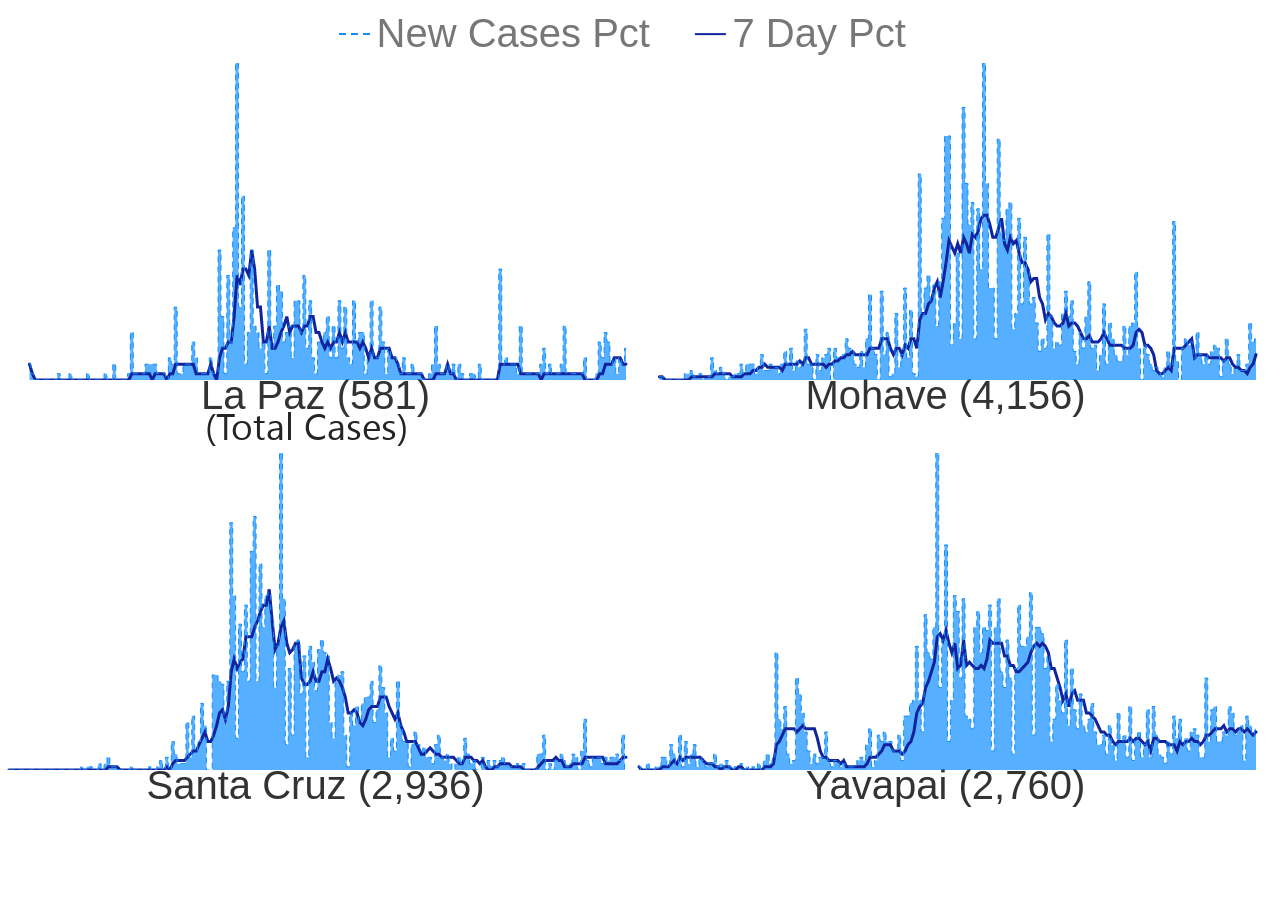 New Cases Pct 7 Day Pct
La Paz (581)
(Total Cases)
Mohave (4,156)
Santa Cruz (2,936)
Yavapai (2,760)